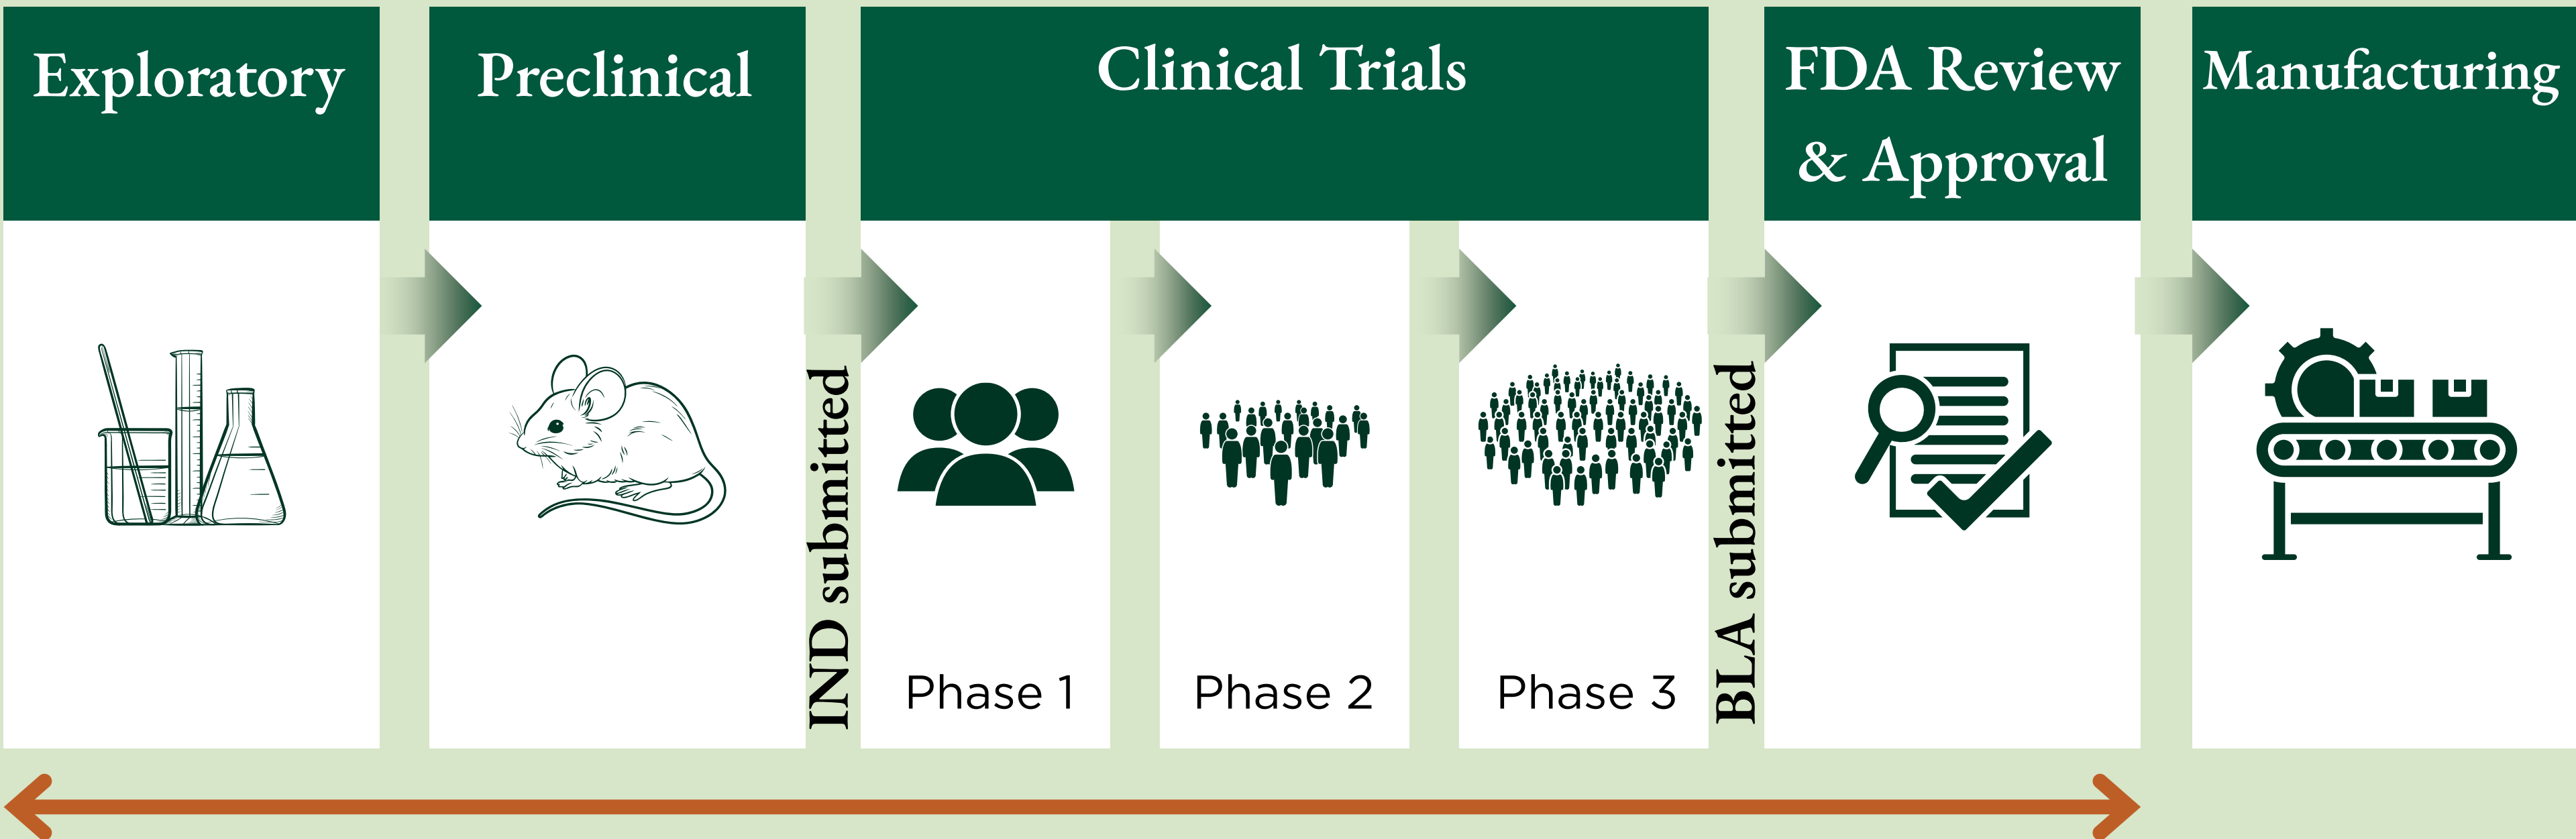 Exploratory
Preclinical
Clinical Trials
FDA Review
& Approval
Manufacturing
IND submitted
Phase 1
Phase 2
Phase 3
BLA submitted